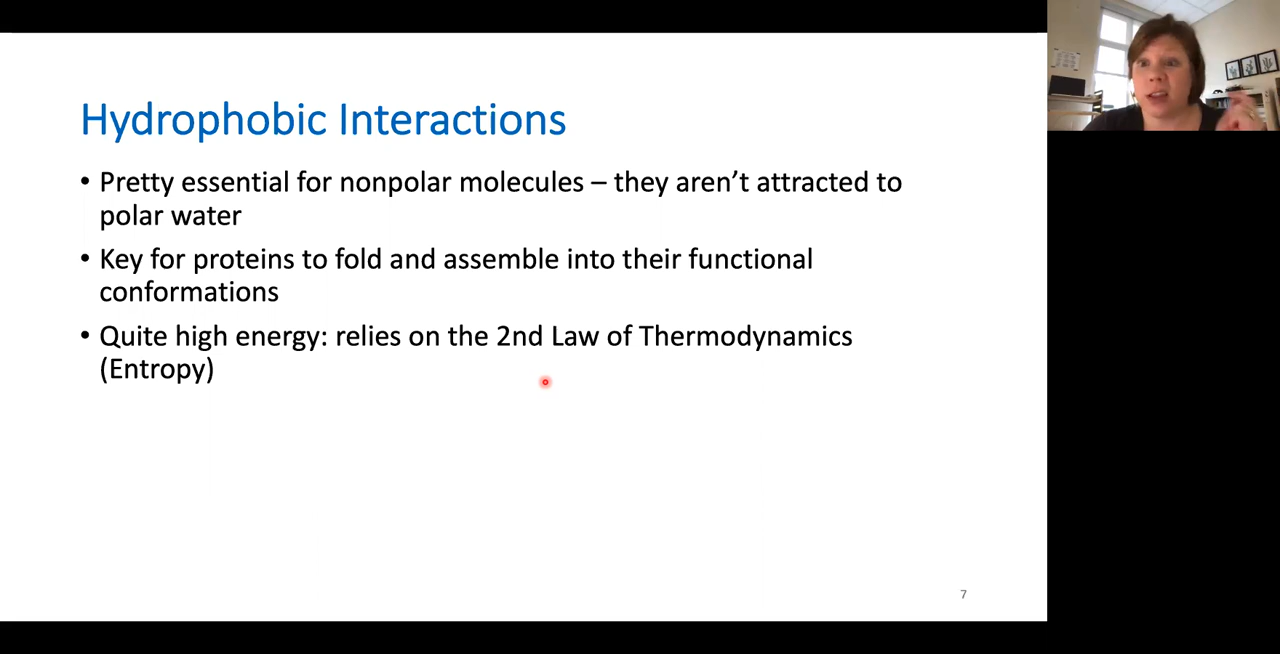 Hydrophobic Interactions
• Pretty essential for nonpolar molecules – they aren’t attracted to
polar water
• Key for proteins to fold and assemble into their functional
conformations
• Quite high energy: relies on the 2nd Law of Thermodynamics
(Entropy)
7